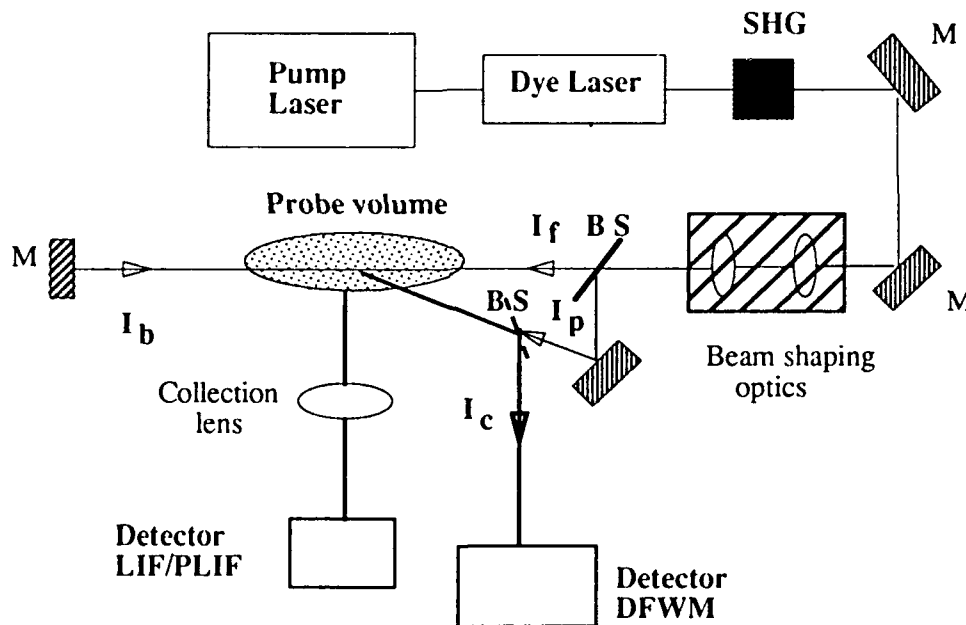 SHG
M
Pump
Laser
Dye Laser
Probe volume
I f
B S
M
B S
I p
M
I b
Beam shaping
optics
Collection
lens
I c
Detector
LIF/PLIF
Detector
DFWM